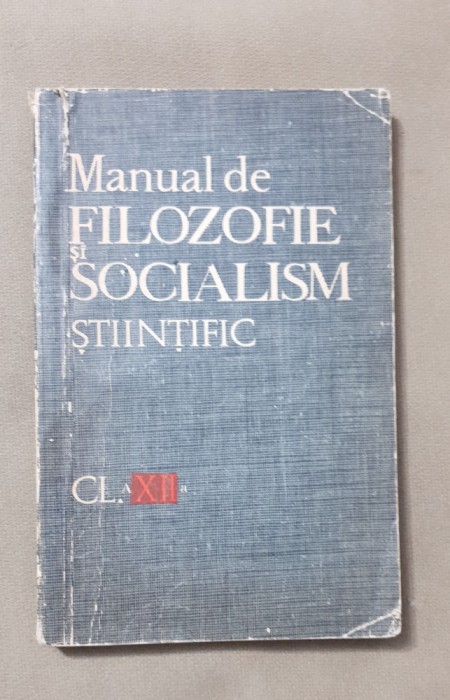 Manual de
FILOZOFIE
și
SOCIALISM
ȘTIINȚIFIC
CL. A XII a